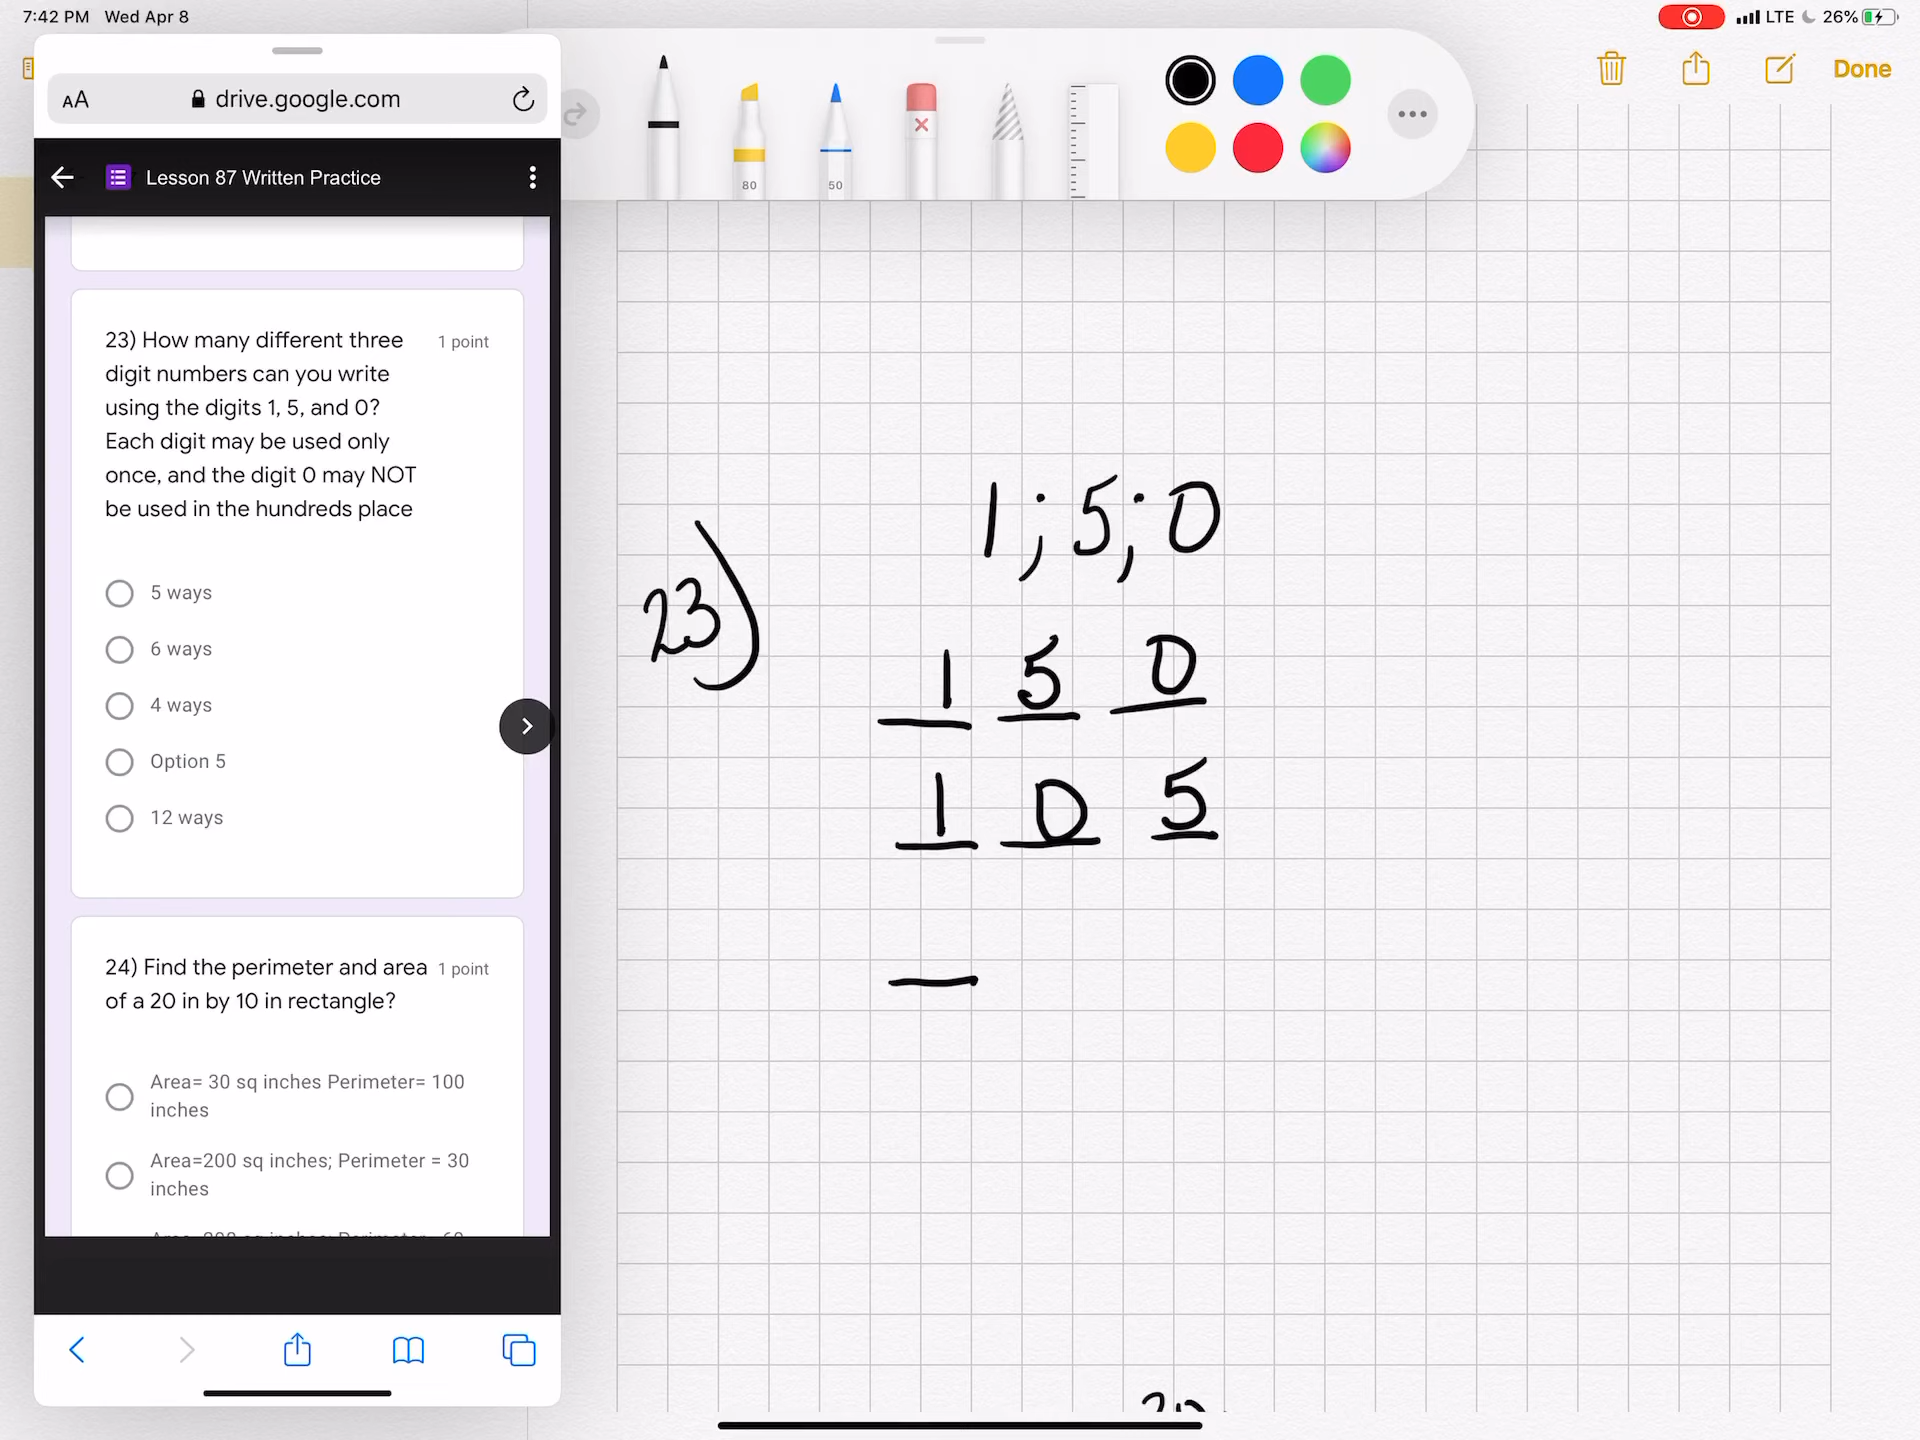 7:42 PM Wed Apr 8
LTE 26%
AA drive.google.com
Done
80
50
Lesson 87 Written Practice
23) How many different three
digit numbers can you write
using the digits 1, 5, and 0?
Each digit may be used only
once, and the digit 0 may NOT
be used in the hundreds place
1 point
5 ways
6 ways
4 ways
Option 5
12 ways
24) Find the perimeter and area
of a 20 in by 10 in rectangle?
1 point
Area= 30 sq inches Perimeter= 100
inches
Area=200 sq inches; Perimeter = 30
inches
23)
1; 5; 0
1 5 0
1 0 5